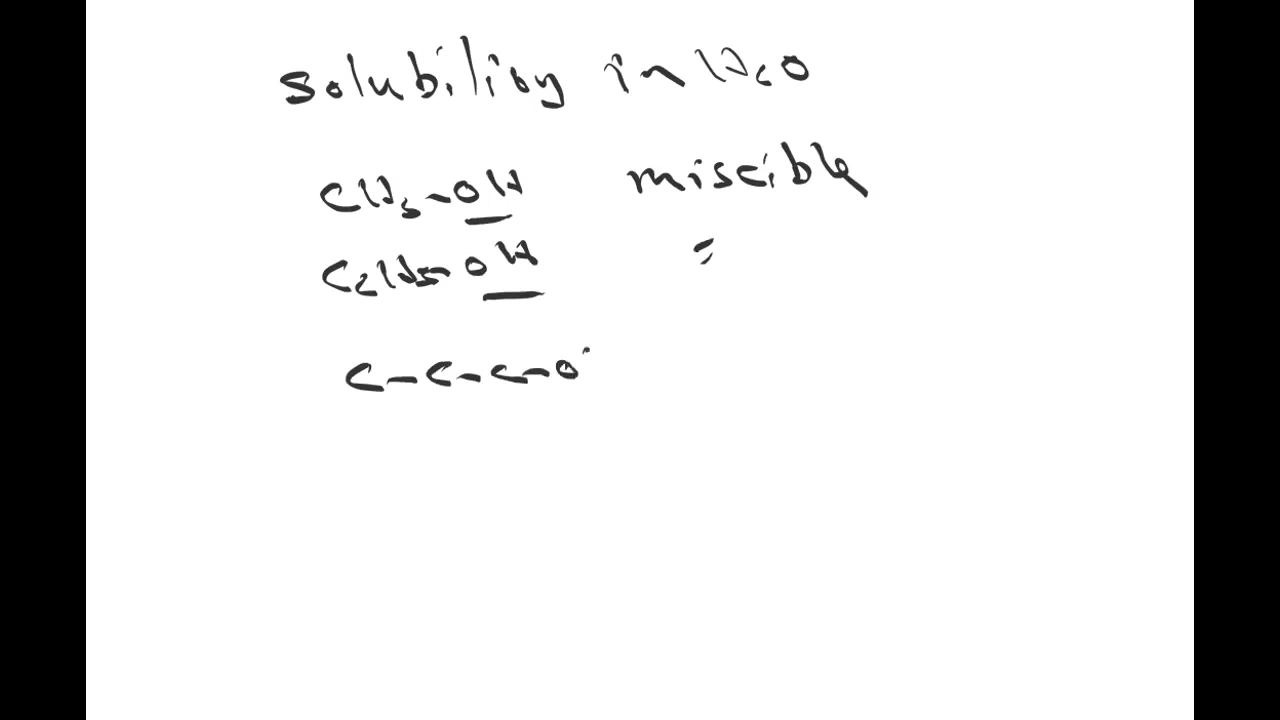 solubility in H₂O
CH₃-OH miscible
C₂H₅-OH =
C-C-C-O